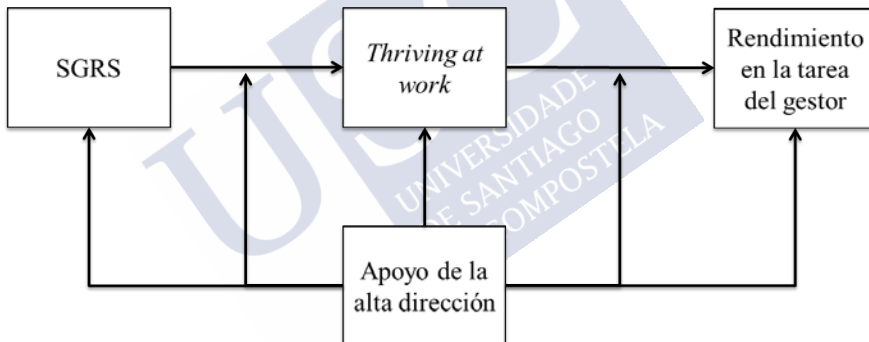 SGRS
Thriving at
work
Rendimiento
en la tarea
del gestor
Apoyo de la
alta dirección
USC
UNIVERSIDADE
DE SANTIAGO
COMPOSTELA